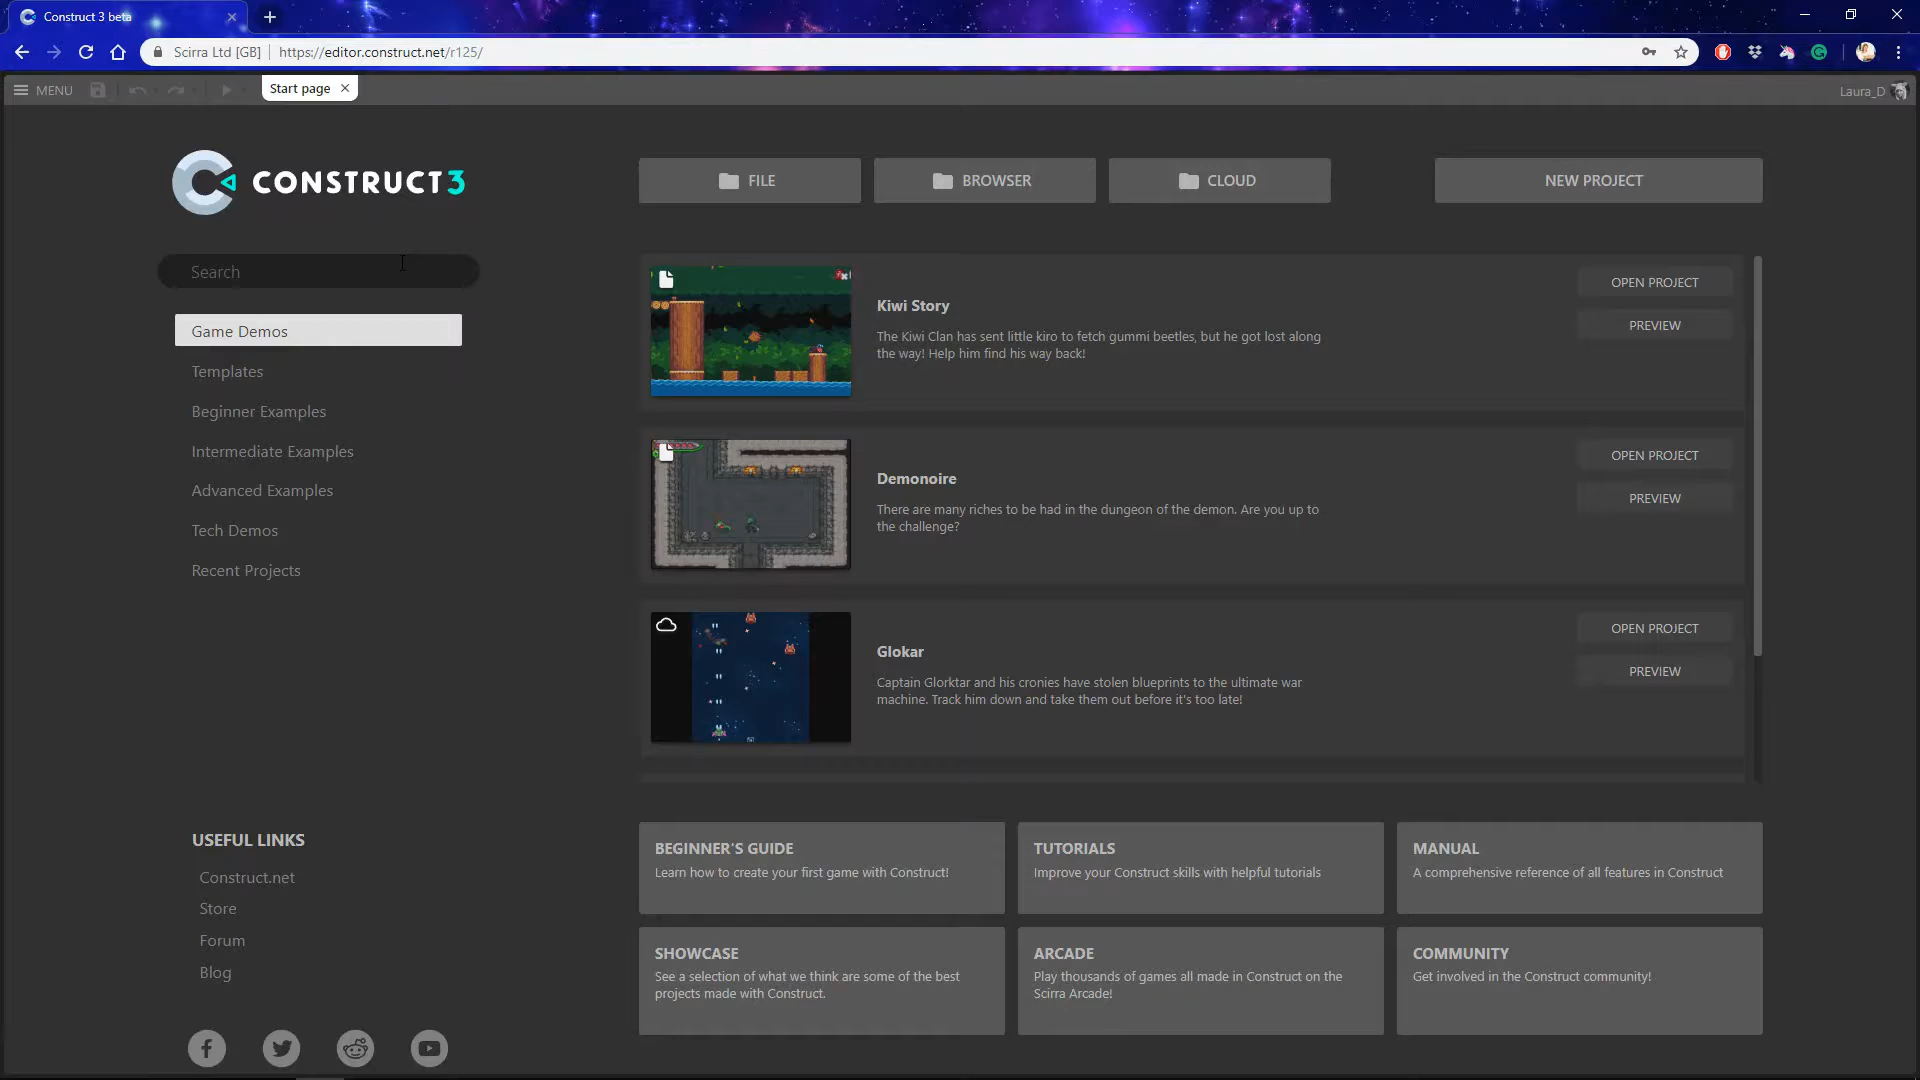 Construct 3 beta
Scirra Ltd [GB] https://editor.construct.net/r125/
MENU
Start page
Laura_D
CONSTRUCT 3
FILE
BROWSER
CLOUD
NEW PROJECT
Search
Game Demos
Templates
Beginner Examples
Intermediate Examples
Advanced Examples
Tech Demos
Recent Projects
Kiwi Story
The Kiwi Clan has sent little kiro to fetch gummi beetles, but he got lost along
the way! Help him find his way back!
OPEN PROJECT
PREVIEW
Demonoire
There are many riches to be had in the dungeon of the demon. Are you up to
the challenge?
OPEN PROJECT
PREVIEW
Glokar
Captain Glorktar and his cronies have stolen blueprints to the ultimate war
machine. Track him down and take them out before it's too late!
OPEN PROJECT
PREVIEW
USEFUL LINKS
Construct.net
Store
Forum
Blog
BEGINNER'S GUIDE
Learn how to create your first game with Construct!
TUTORIALS
Improve your Construct skills with helpful tutorials
MANUAL
A comprehensive reference of all features in Construct
SHOWCASE
See a selection of what we think are some of the best
projects made with Construct.
ARCADE
Play thousands of games all made in Construct on the
Scirra Arcade!
COMMUNITY
Get involved in the Construct community!